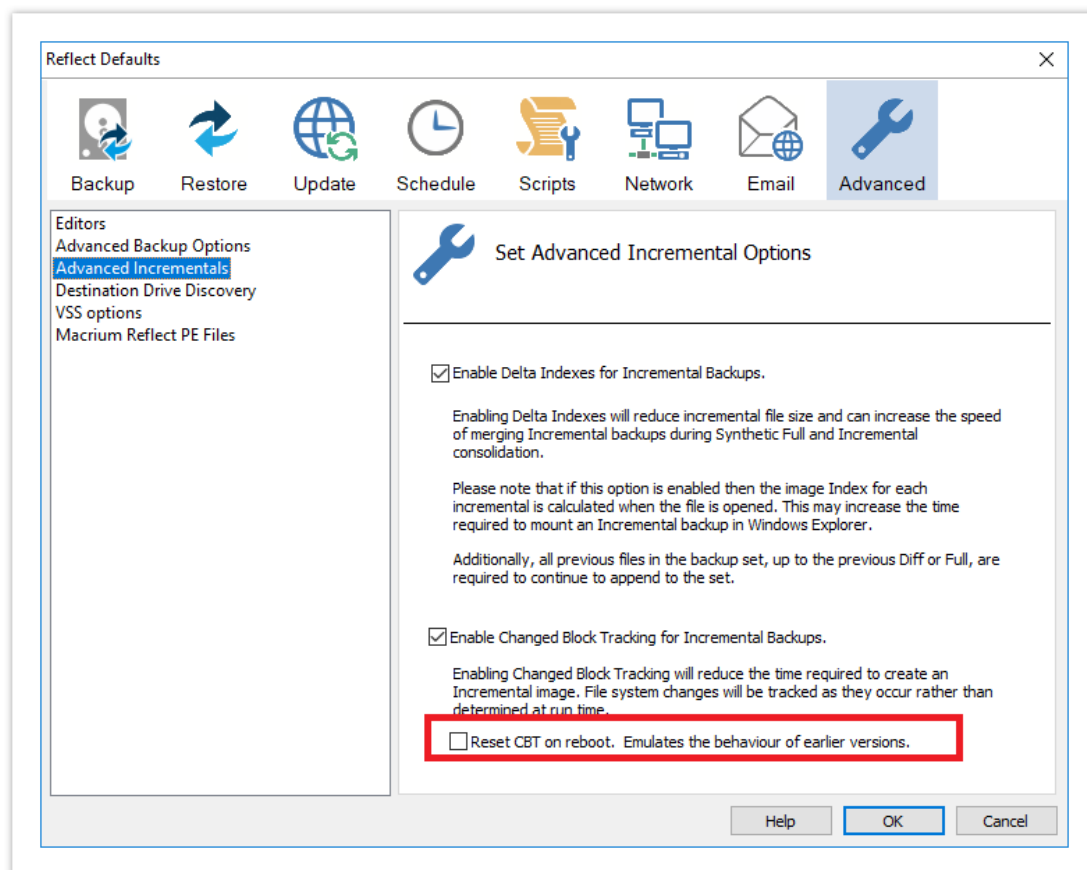 Reflect Defaults
Backup Restore Update Schedule Scripts Network Email Advanced
Editors
Advanced Backup Options
Advanced Incrementals
Destination Drive Discovery
VSS options
Macrium Reflect PE Files
Set Advanced Incremental Options
Enable Delta Indexes for Incremental Backups.
Enabling Delta Indexes will reduce incremental file size and can increase the speed
of merging Incremental backups during Synthetic Full and Incremental
consolidation.
Please note that if this option is enabled then the image Index for each
incremental is calculated when the file is opened. This may increase the time
required to mount an Incremental backup in Windows Explorer.
Additionally, all previous files in the backup set, up to the previous Diff or Full, are
required to continue to append to the set.
Enable Changed Block Tracking for Incremental Backups.
Enabling Changed Block Tracking will reduce the time required to create an
Incremental image. File system changes will be tracked as they occur rather than
determined at run time.
Reset CBT on reboot. Emulates the behaviour of earlier versions.
Help OK Cancel